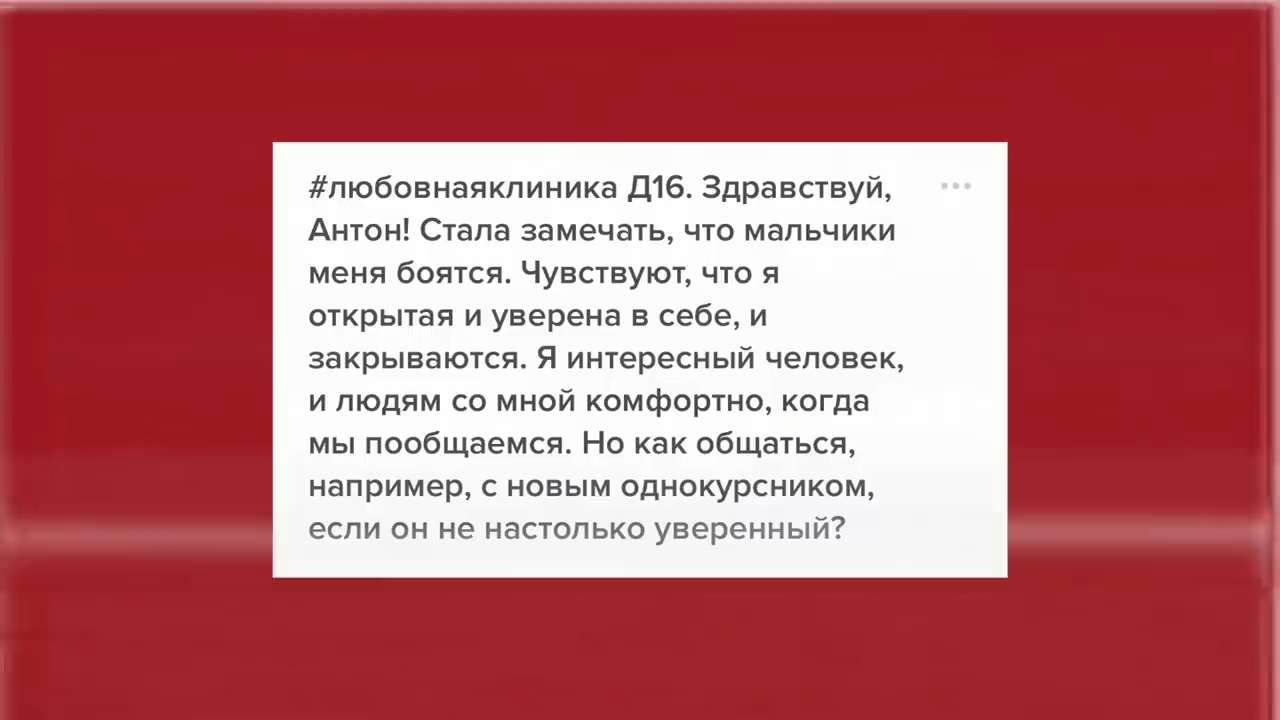 #любовнаяклиника Д16. Здравствуй,
Антон! Стала замечать, что мальчики
меня боятся. Чувствуют, что я
открытая и уверена в себе, и
закрываются. Я интересный человек,
и людям со мной комфортно, когда
мы пообщаемся. Но как общаться,
например, с новым однокурсником,
если он не настолько уверенный?